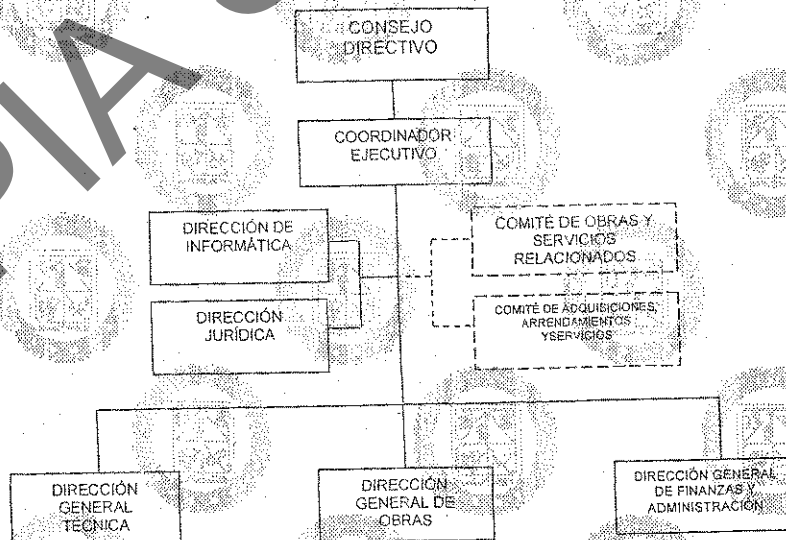 CONSEJO
DIRECTIVO
COORDINADOR
EJECUTIVO
DIRECCIÓN DE
INFORMÁTICA
COMITÉ DE OBRAS Y
SERVICIOS
RELACIONADOS
DIRECCIÓN
JURÍDICA
COMITÉ DE ADQUISICIONES,
ARRENDAMIENTOS
YSERVICIOS
DIRECCIÓN
GENERAL
TÉCNICA
DIRECCIÓN
GENERAL DE
OBRAS
DIRECCIÓN GENERAL
DE FINANZAS Y
ADMINISTRACIÓN